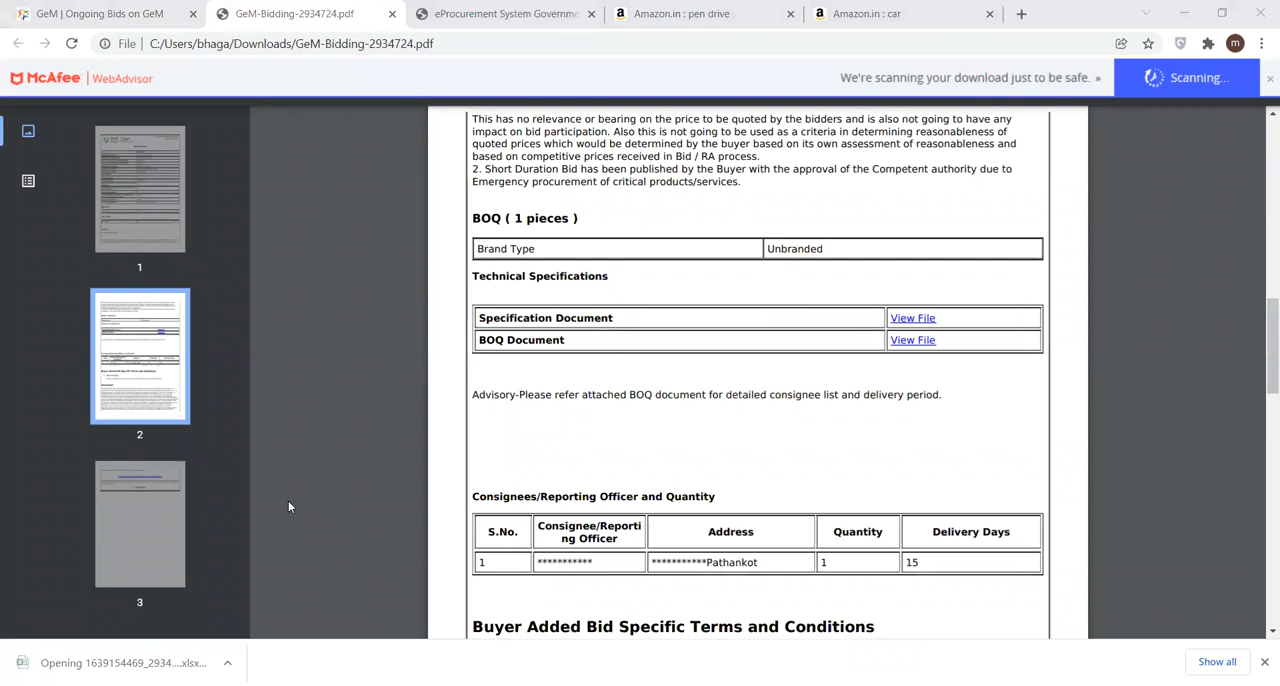 GeM | Ongoing Bids on GeM
GeM-Bidding-2934724.pdf
eProcurement System Governme
Amazon.in : pen drive
Amazon.in : car
File | C:/Users/bhaga/Downloads/GeM-Bidding-2934724.pdf
m
McAfee | WebAdvisor
We're scanning your download just to be safe. »
Scanning...
This has no relevance or bearing on the price to be quoted by the bidders and is also not going to have any
impact on bid participation. Also this is not going to be used as a criteria in determining reasonableness of
quoted prices which would be determined by the buyer based on its own assessment of reasonableness and
based on competitive prices received in Bid / RA process.
2. Short Duration Bid has been published by the Buyer with the approval of the Competent authority due to
Emergency procurement of critical products/services.
BOQ ( 1 pieces )
Brand Type Unbranded
Technical Specifications
Specification Document View File
BOQ Document View File
Advisory-Please refer attached BOQ document for detailed consignee list and delivery period.
Consignees/Reporting Officer and Quantity
S.No. Consignee/Reporti
ng Officer Address Quantity Delivery Days
1 *********** ***********Pathankot 1 15
Buyer Added Bid Specific Terms and Conditions
1
2
3
Opening 1639154469_2934....xlsx...
Show all